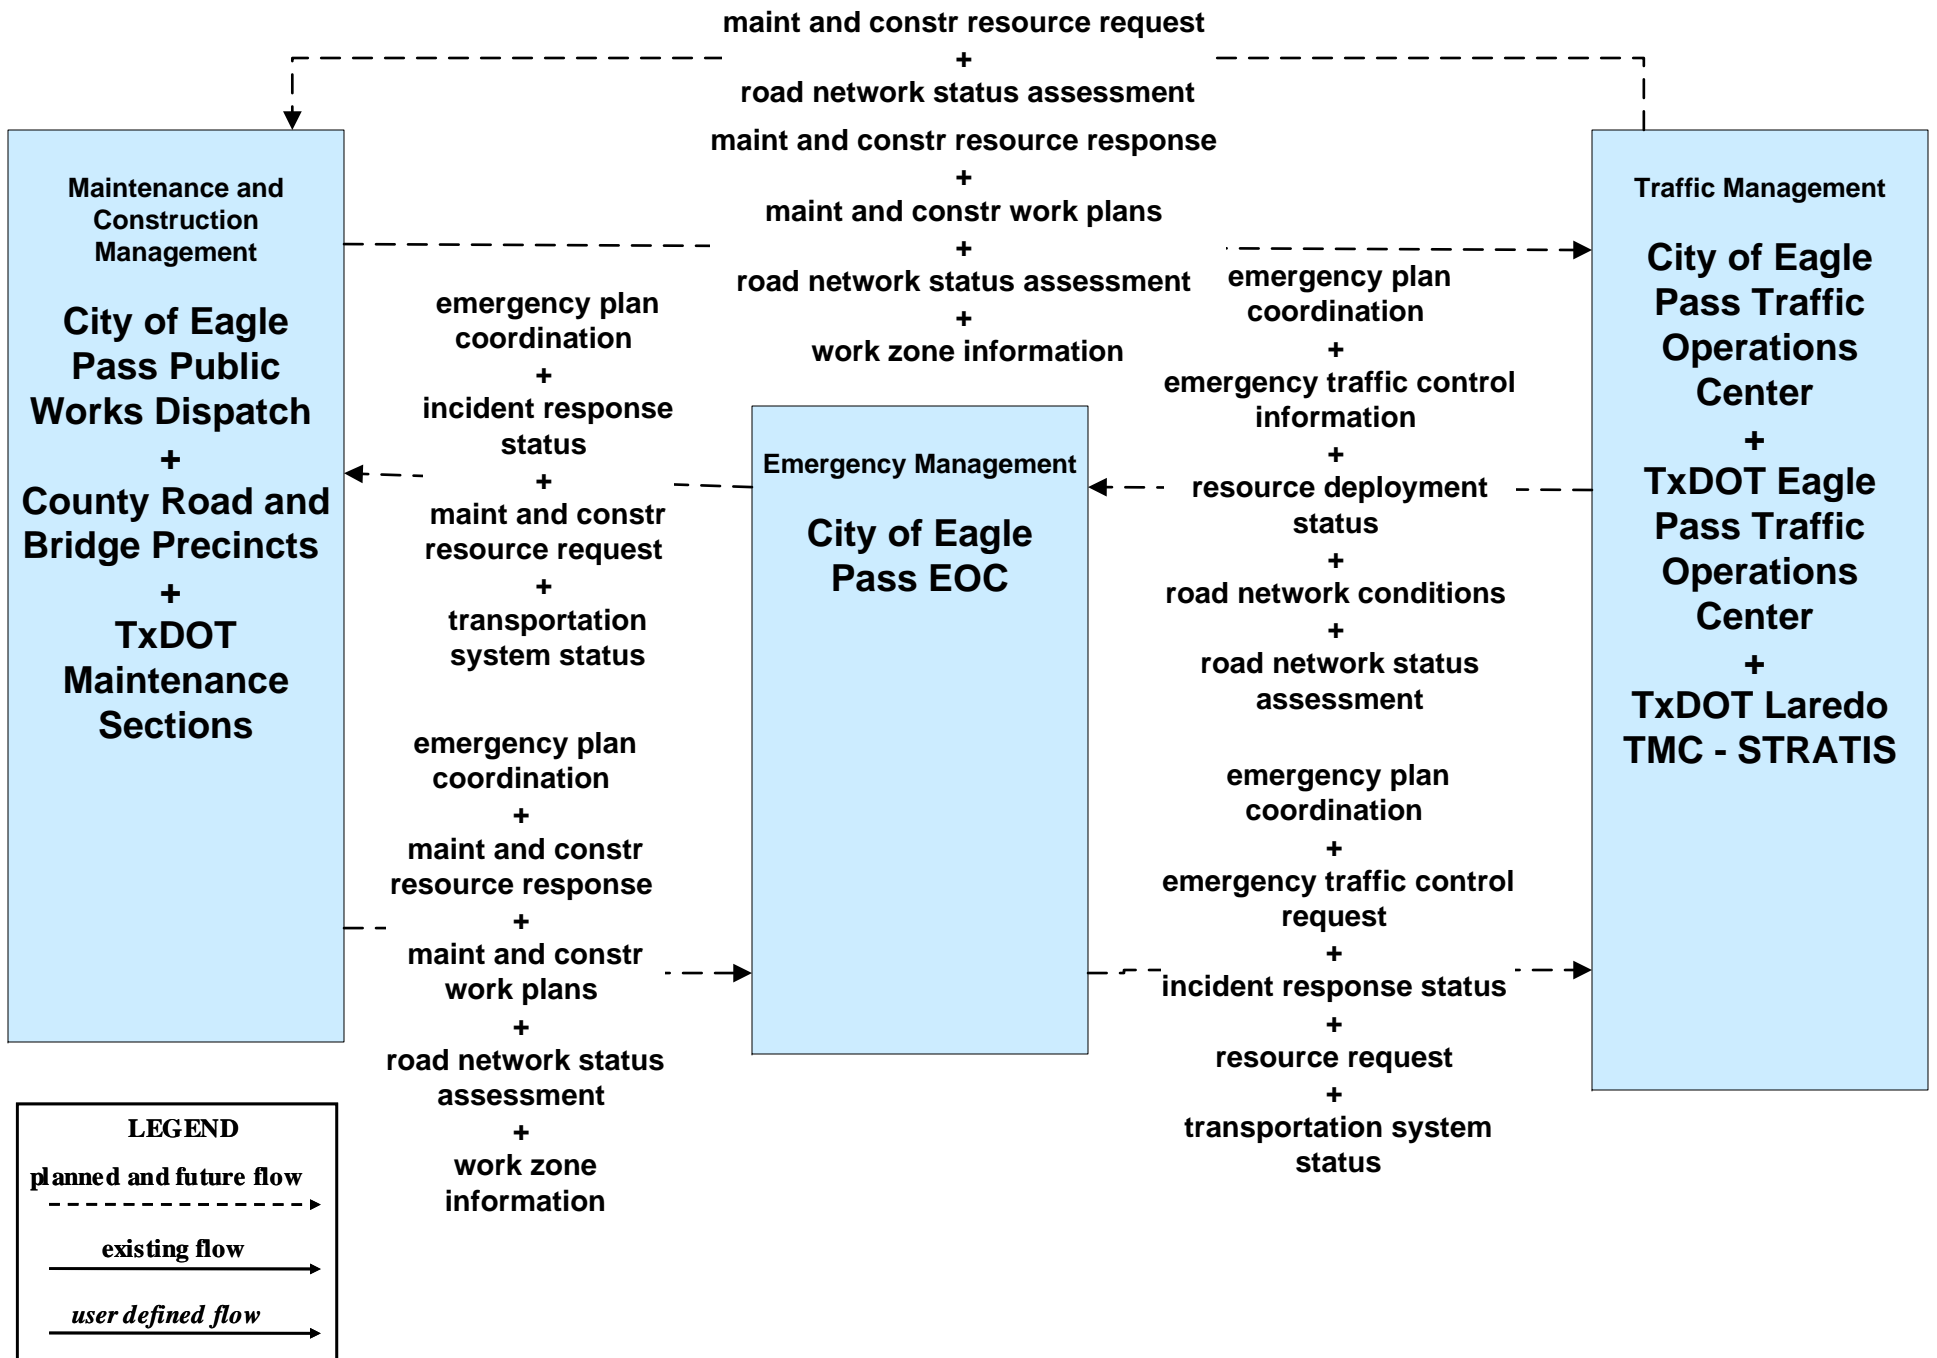 maint and constr resource request
+
road network status assessment
maint and constr resource response
+
maint and constr work plans
+
road network status assessment
+
work zone information
Maintenance and
Construction
Management
City of Eagle
Pass Public
Works Dispatch
+
County Road and
Bridge Precincts
+
TxDOT
Maintenance
Sections
emergency plan
coordination
+
incident response
status
+
maint and constr
resource request
+
transportation
system status
emergency plan
coordination
+
maint and constr
resource response
+
maint and constr
work plans
+
road network status
assessment
+
work zone
information
Emergency Management
City of Eagle
Pass EOC
emergency plan
coordination
+
emergency traffic control
information
+
resource deployment
status
+
road network conditions
+
road network status
assessment
emergency plan
coordination
+
emergency traffic control
request
+
incident response status
+
resource request
+
transportation system
status
Traffic Management
City of Eagle
Pass Traffic
Operations
Center
+
TxDOT Eagle
Pass Traffic
Operations
Center
+
TxDOT Laredo
TMC - STRATIS
LEGEND
planned and future flow
existing flow
user defined flow